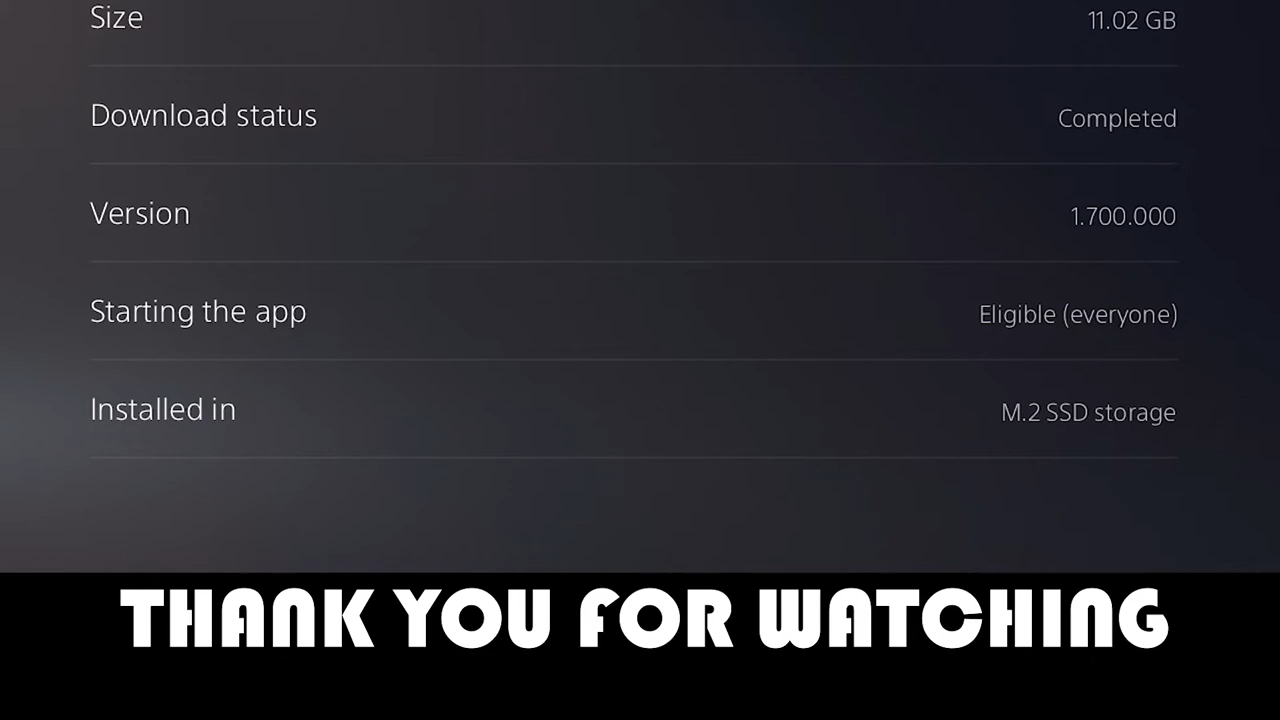 Size 11.02 GB
Download status Completed
Version 1.700.000
Starting the app Eligible (everyone)
Installed in M.2 SSD storage
THANK YOU FOR WATCHING